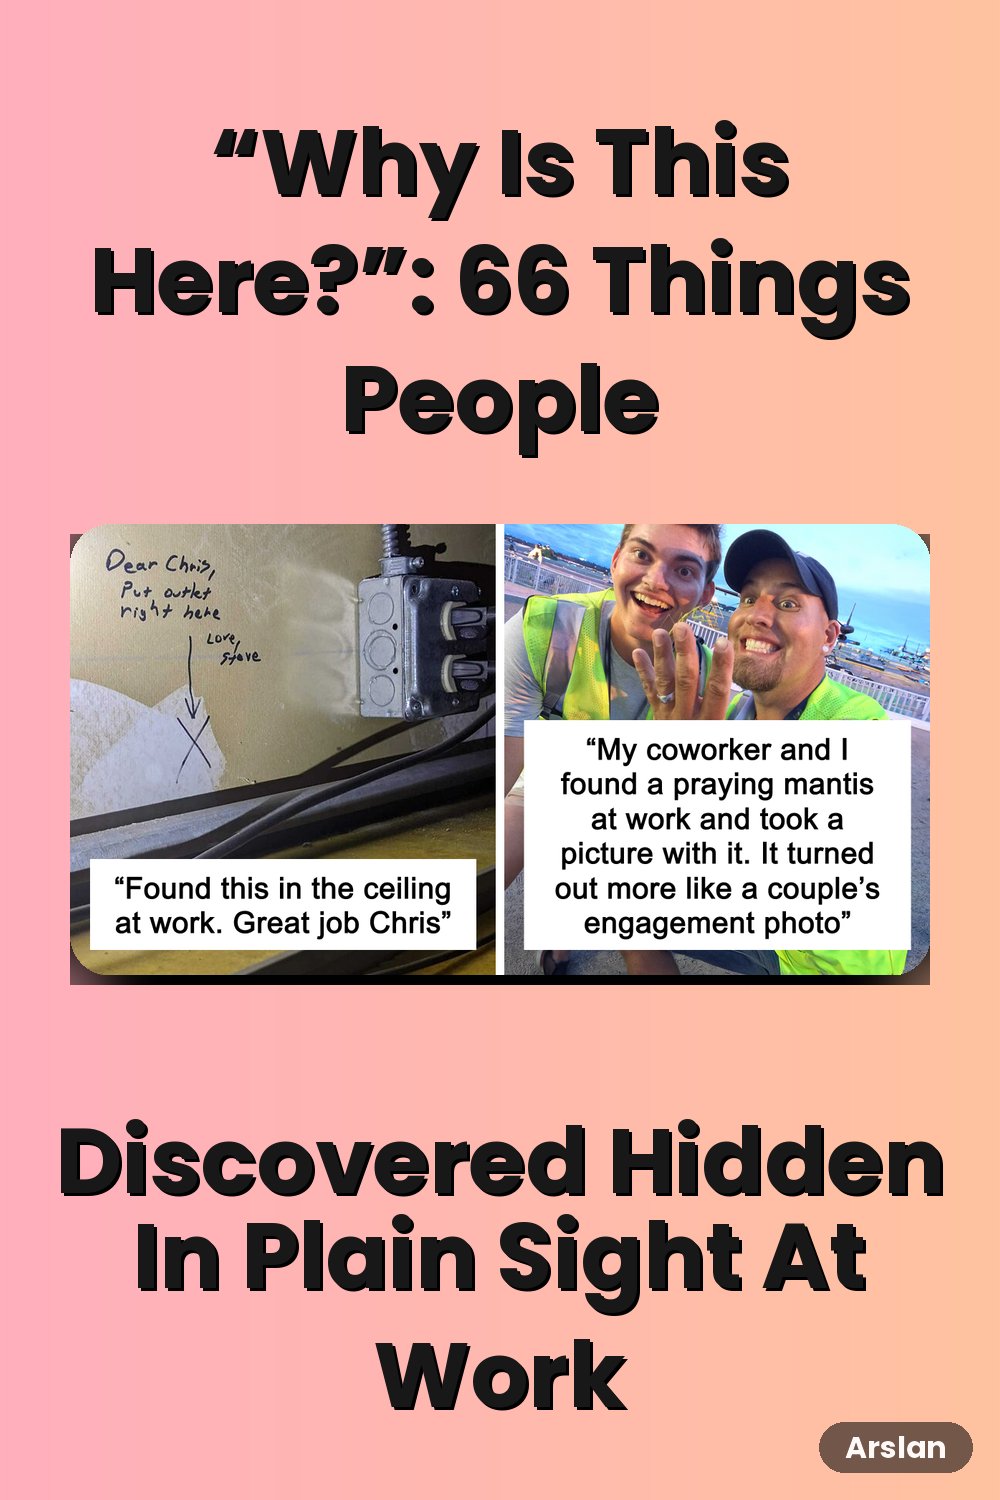 “Why Is This
Here?”: 66 Things
People
Dear Chris,
Put outlet
right here
Love,
Steve
X
“Found this in the ceiling
at work. Great job Chris”
“My coworker and I
found a praying mantis
at work and took a
picture with it. It turned
out more like a couple’s
engagement photo”
Discovered Hidden
In Plain Sight At
Work
Arslan